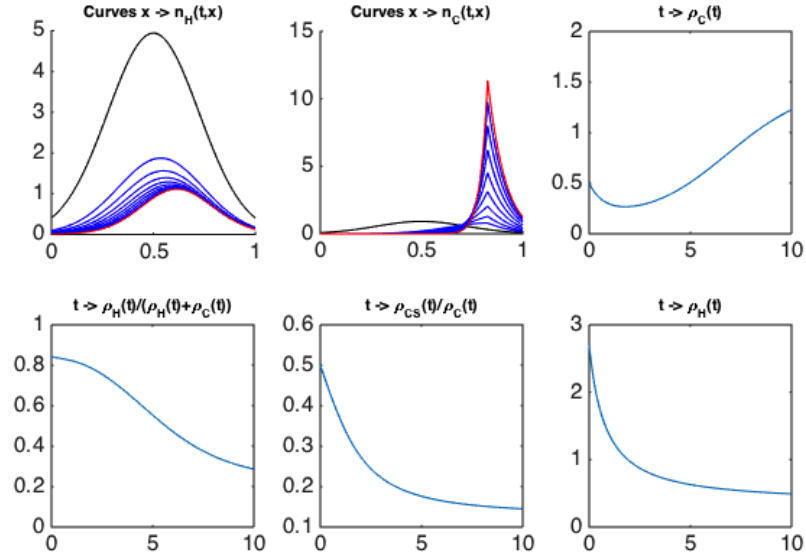 Curves x -> n_H(t,x)
5
4
3
2
1
0
0 0.5 1
Curves x -> n_C(t,x)
15
10
5
0
0 0.5 1
t -> ρ_C(t)
2
1.5
1
0.5
0
0 5 10
t -> ρ_H(t)/(ρ_H(t)+ρ_C(t))
1
0.8
0.6
0.4
0.2
0
0 5 10
t -> ρ_CS(t)/ρ_C(t)
0.6
0.5
0.4
0.3
0.2
0.1
0 5 10
t -> ρ_H(t)
3
2
1
0
0 5 10